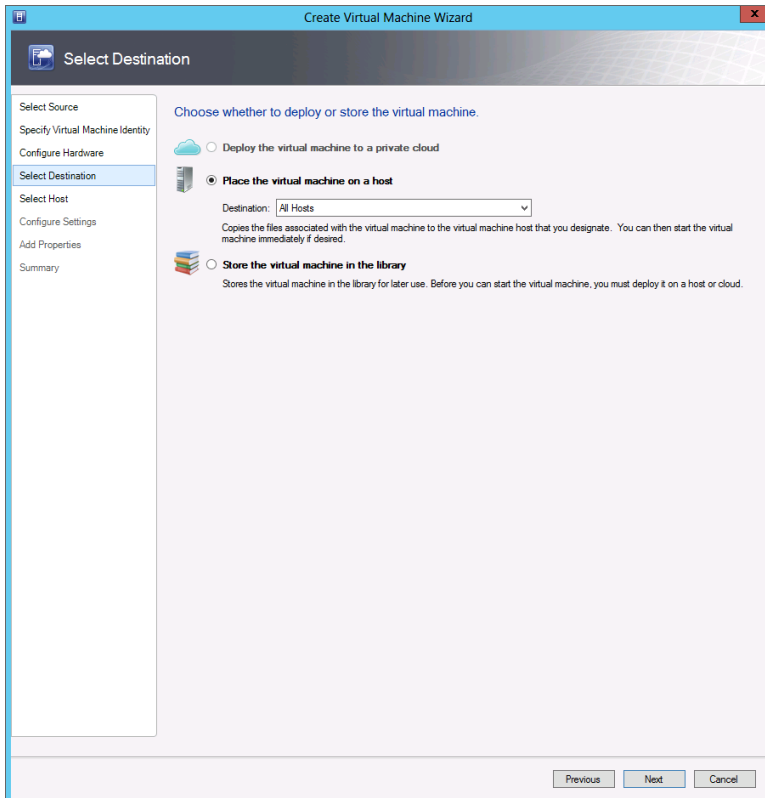 Create Virtual Machine Wizard
x
Select Destination
Select Source
Specify Virtual Machine Identity
Configure Hardware
Select Destination
Select Host
Configure Settings
Add Properties
Summary
Choose whether to deploy or store the virtual machine.
Deploy the virtual machine to a private cloud
Place the virtual machine on a host
Destination: All Hosts
Copies the files associated with the virtual machine to the virtual machine host that you designate. You can then start the virtual
machine immediately if desired.
Store the virtual machine in the library
Stores the virtual machine in the library for later use. Before you can start the virtual machine, you must deploy it on a host or cloud.
Previous Next Cancel